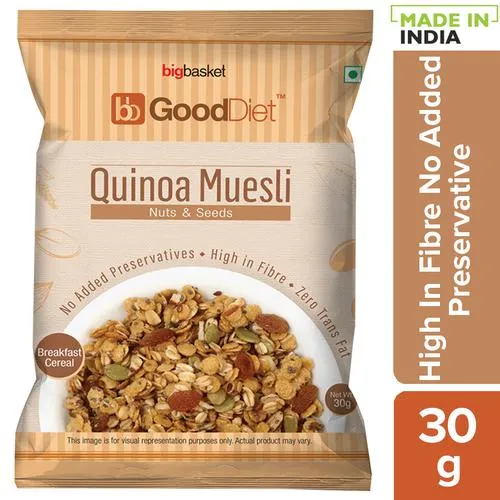 MADE IN
INDIA
bigbasket
bb GoodDiet™
Quinoa Muesli
Nuts & Seeds
No Added Preservatives • High in Fibre • Zero Trans Fat
Breakfast
Cereal
Net Wt
30g
This image is for visual representation purposes only. Actual product may vary.
High In Fibre No Added
Preservative
30
g